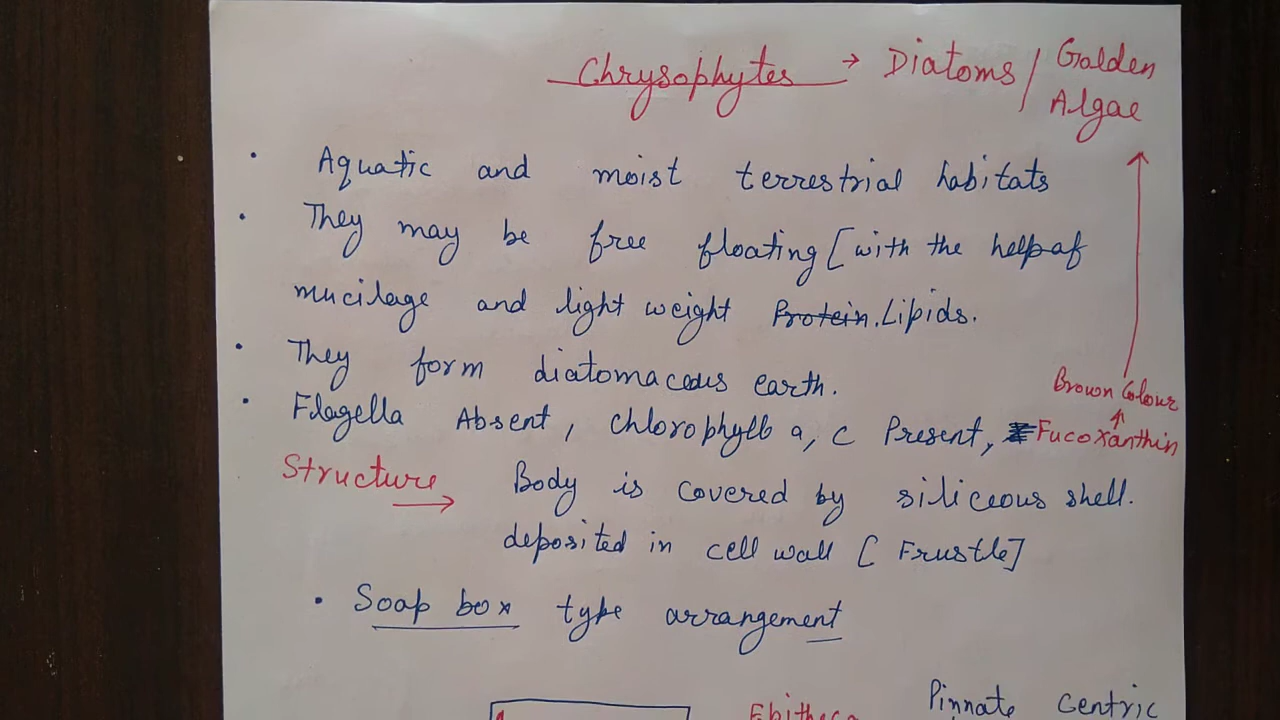 Chrysophytes → Diatoms / Golden Algae
• Aquatic and moist terrestrial habitats
• They may be free floating [with the help of
mucilage and light weight Protein. Lipids.
• They form diatomaceous earth.
Brown Colour
• Flagella Absent, Chlorophyll a, c Present, Fucoxanthin
Structure → Body is covered by siliceous shell.
deposited in cell wall [Frustle]
• Soap box type arrangement
Epitheca
Pinnate Centric